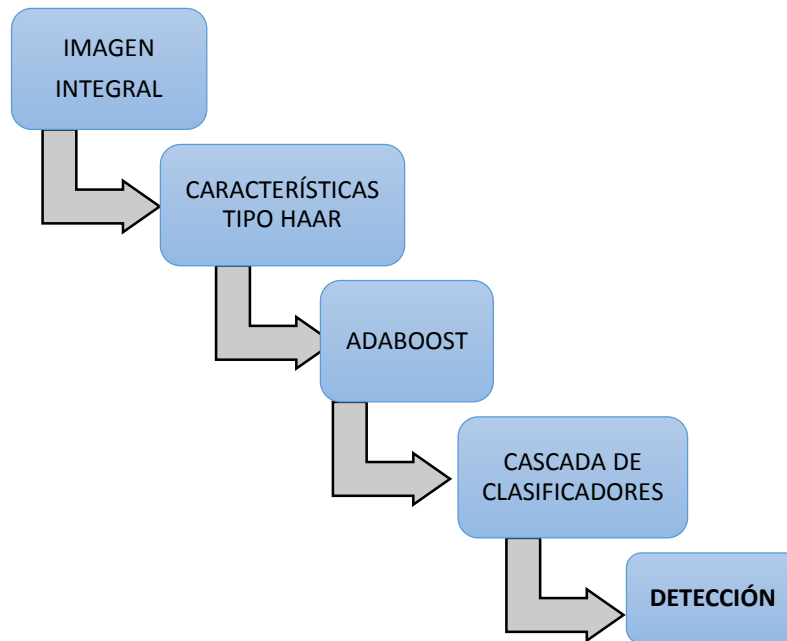 IMAGEN
INTEGRAL
CARACTERÍSTICAS
TIPO HAAR
ADABOOST
CASCADA DE
CLASIFICADORES
DETECCIÓN